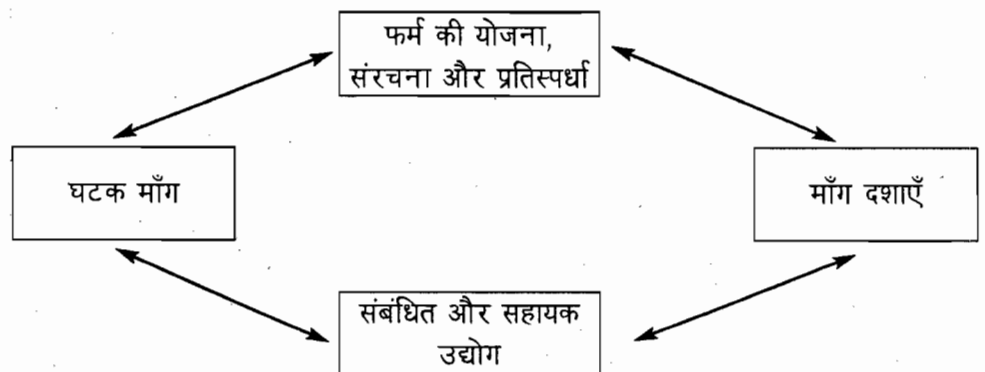 फर्म की योजना,
संरचना और प्रतिस्पर्धा
घटक माँग
माँग दशाएँ
संबंधित और सहायक
उद्योग